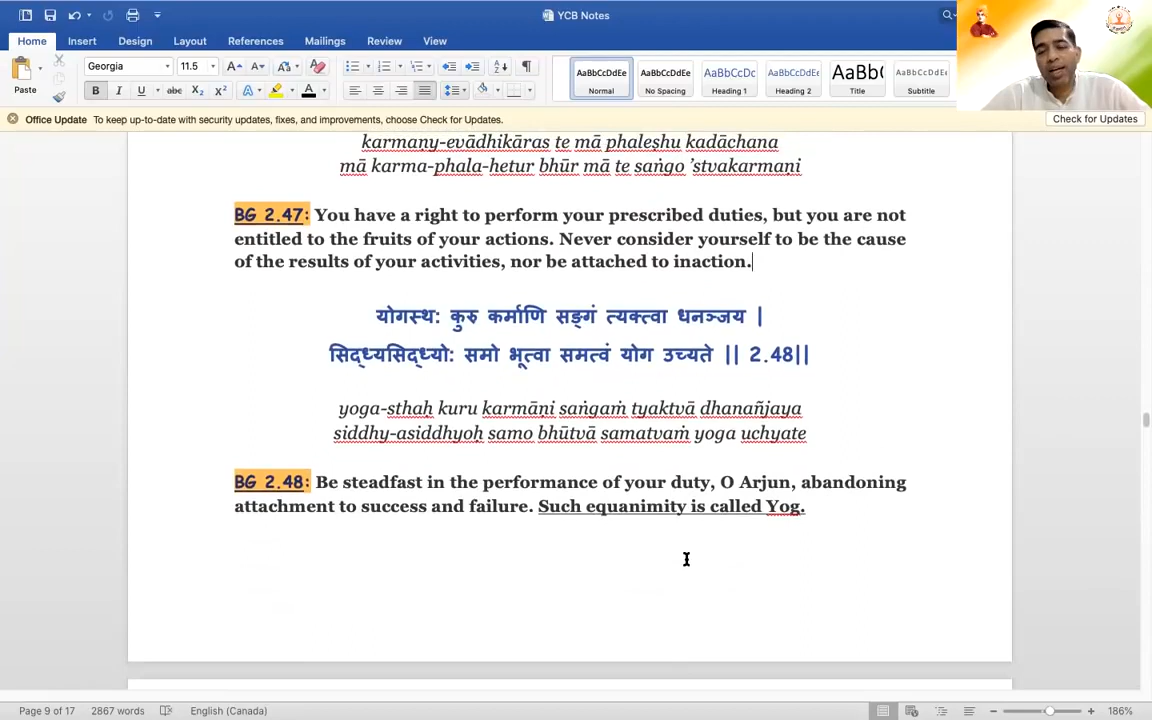 YCB Notes
Home Insert Design Layout References Mailings Review View
Paste
Georgia 11.5
B I U abc X₂ X² A A
AaBbCcDdEe AaBbCcDdEe AaBbCcDc AaBbCcDdEe AaBb( AaBbCcDdEe
Normal No Spacing Heading 1 Heading 2 Title Subtitle
Office Update To keep up-to-date with security updates, fixes, and improvements, choose Check for Updates. Check for Updates
karmany-evādhikāras te mā phaleṣhu kadāchana
mā karma-phala-hetur bhūr mā te saṅgo ’stvakarmaṇi
BG 2.47: You have a right to perform your prescribed duties, but you are not
entitled to the fruits of your actions. Never consider yourself to be the cause
of the results of your activities, nor be attached to inaction.
योगस्थ: कुरु कर्माणि सङ्गं त्यक्त्वा धनञ्जय |
सिद्ध्यसिद्ध्यो: समो भूत्वा समत्वं योग उच्यते || 2.48||
yoga-sthaḥ kuru karmāṇi saṅgaṁ tyaktvā dhanañjaya
siddhy-asiddhyoḥ samo bhūtvā samatvaṁ yoga uchyate
BG 2.48: Be steadfast in the performance of your duty, O Arjun, abandoning
attachment to success and failure. Such equanimity is called Yog.
Page 9 of 17 2867 words English (Canada) 186%